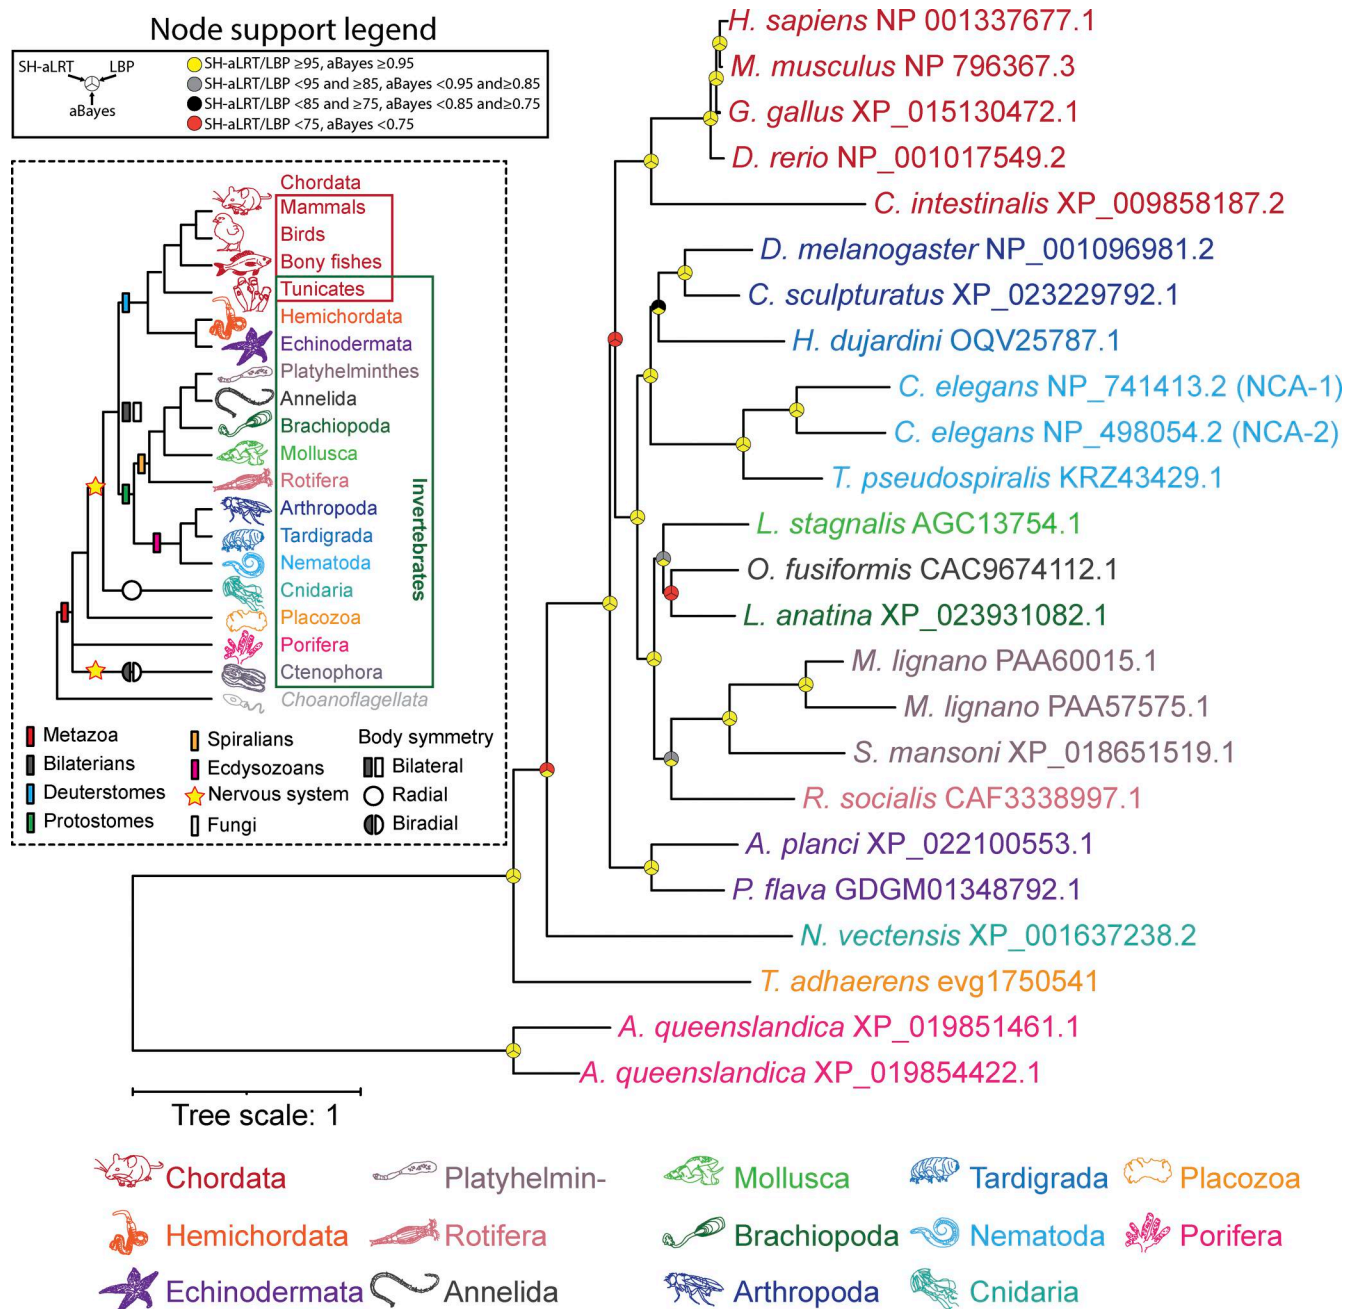 Node support legend
SH-aLRT
LBP
aBayes
SH-aLRT/LBP ≥95, aBayes ≥0.95
SH-aLRT/LBP <95 and ≥85, aBayes <0.95 and≥0.85
SH-aLRT/LBP <85 and ≥75, aBayes <0.85 and≥0.75
SH-aLRT/LBP <75, aBayes <0.75
Chordata
Mammals
Birds
Bony fishes
Tunicates
Hemichordata
Echinodermata
Platyhelminthes
Annelida
Brachiopoda
Mollusca
Rotifera
Arthropoda
Tardigrada
Nematoda
Cnidaria
Placozoa
Porifera
Ctenophora
Choanoflagellata
Invertebrates
Metazoa
Bilaterians
Deuterstomes
Protostomes
Spiralians
Ecdysozoans
Nervous system
Fungi
Body symmetry
Bilateral
Radial
Biradial
H. sapiens NP 001337677.1
M. musculus NP 796367.3
G. gallus XP_015130472.1
D. rerio NP_001017549.2
C. intestinalis XP_009858187.2
D. melanogaster NP_001096981.2
C. sculpturatus XP_023229792.1
H. dujardini OQV25787.1
C. elegans NP_741413.2 (NCA-1)
C. elegans NP_498054.2 (NCA-2)
T. pseudospiralis KRZ43429.1
L. stagnalis AGC13754.1
O. fusiformis CAC9674112.1
L. anatina XP_023931082.1
M. lignano PAA60015.1
M. lignano PAA57575.1
S. mansoni XP_018651519.1
R. socialis CAF3338997.1
A. planci XP_022100553.1
P. flava GDGM01348792.1
N. vectensis XP_001637238.2
T. adhaerens evg1750541
A. queenslandica XP_019851461.1
A. queenslandica XP_019854422.1
Tree scale: 1
Chordata
Platyhelmin-
Mollusca
Tardigrada
Placozoa
Hemichordata
Rotifera
Brachiopoda
Nematoda
Porifera
Echinodermata
Annelida
Arthropoda
Cnidaria